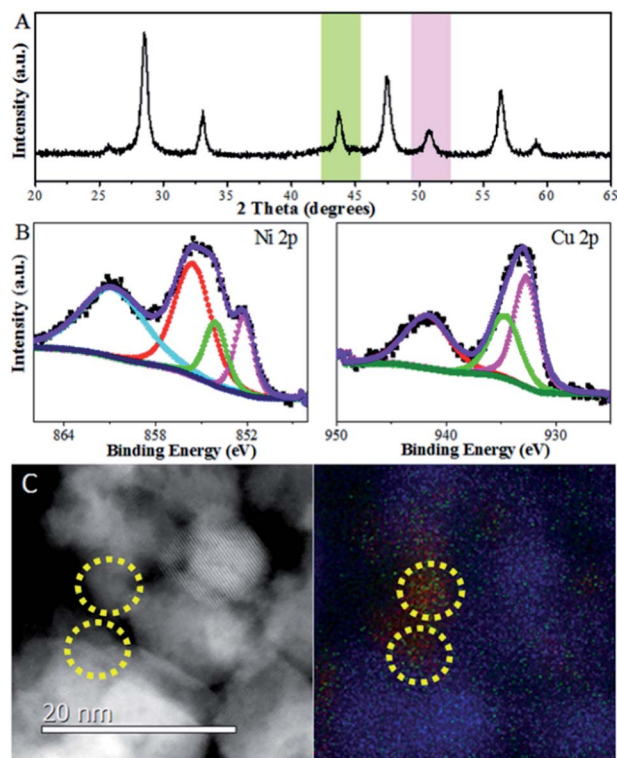 A
Intensity (a.u.)
20 25 30 35 40 45 50 55 60 65
2 Theta (degrees)
B
Ni 2p
Cu 2p
Intensity (a.u.)
864 858 852
950 940 930
Binding Energy (eV)
Binding Energy (eV)
C
20 nm